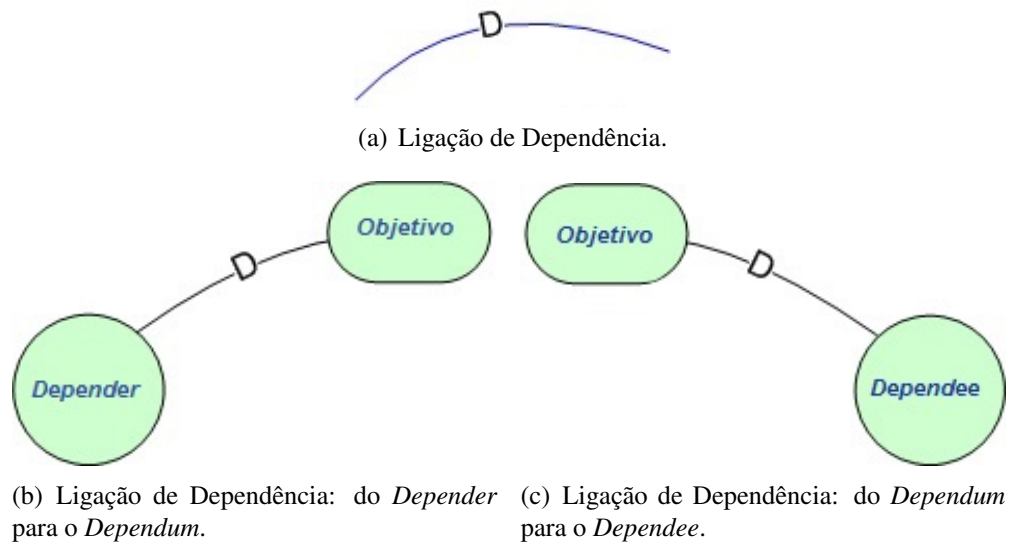 D
(a) Ligação de Dependência.
Objetivo
Objetivo
D
D
Depender
Dependee
(b) Ligação de Dependência: do Depender
para o Dependum.
(c) Ligação de Dependência: do Dependum
para o Dependee.